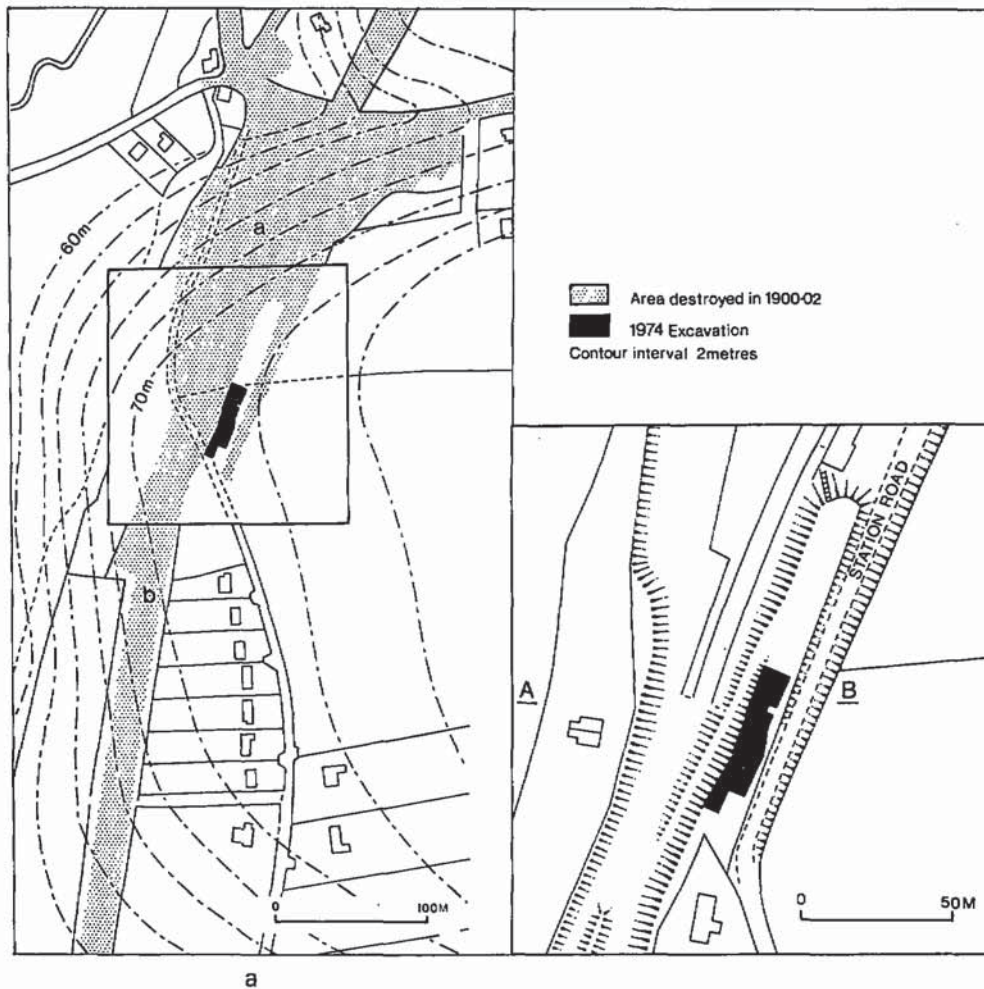 60m
a
70m
b
0 100M
Area destroyed in 1900-02
1974 Excavation
Contour interval 2metres
STATION ROAD
A B
0 50M
a